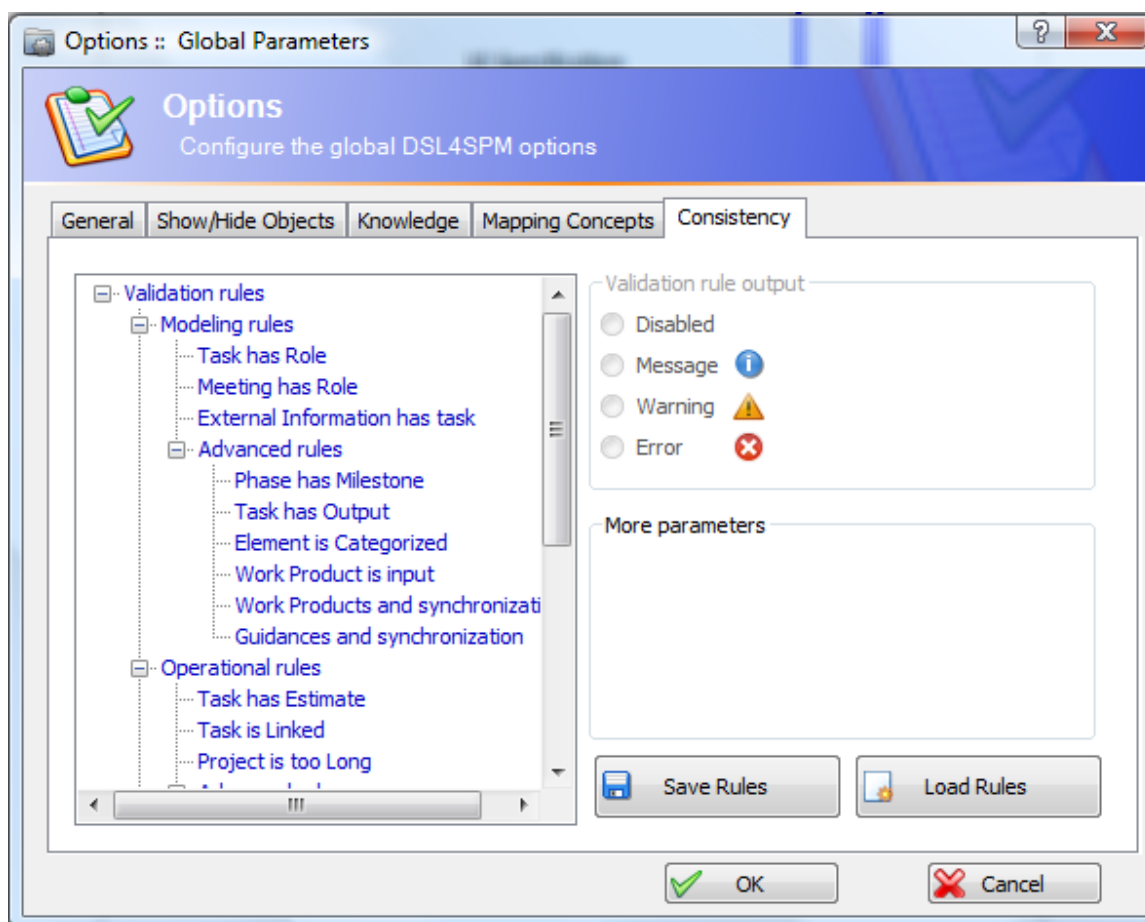 Options :: Global Parameters
Options
Configure the global DSL4SPM options
General
Show/Hide Objects
Knowledge
Mapping Concepts
Consistency
Validation rules
Modeling rules
Task has Role
Meeting has Role
External Information has task
Advanced rules
Phase has Milestone
Task has Output
Element is Categorized
Work Product is input
Work Products and synchronizati
Guidances and synchronization
Operational rules
Task has Estimate
Task is Linked
Project is too Long
Validation rule output
Disabled
Message
Warning
Error
More parameters
Save Rules
Load Rules
OK
Cancel